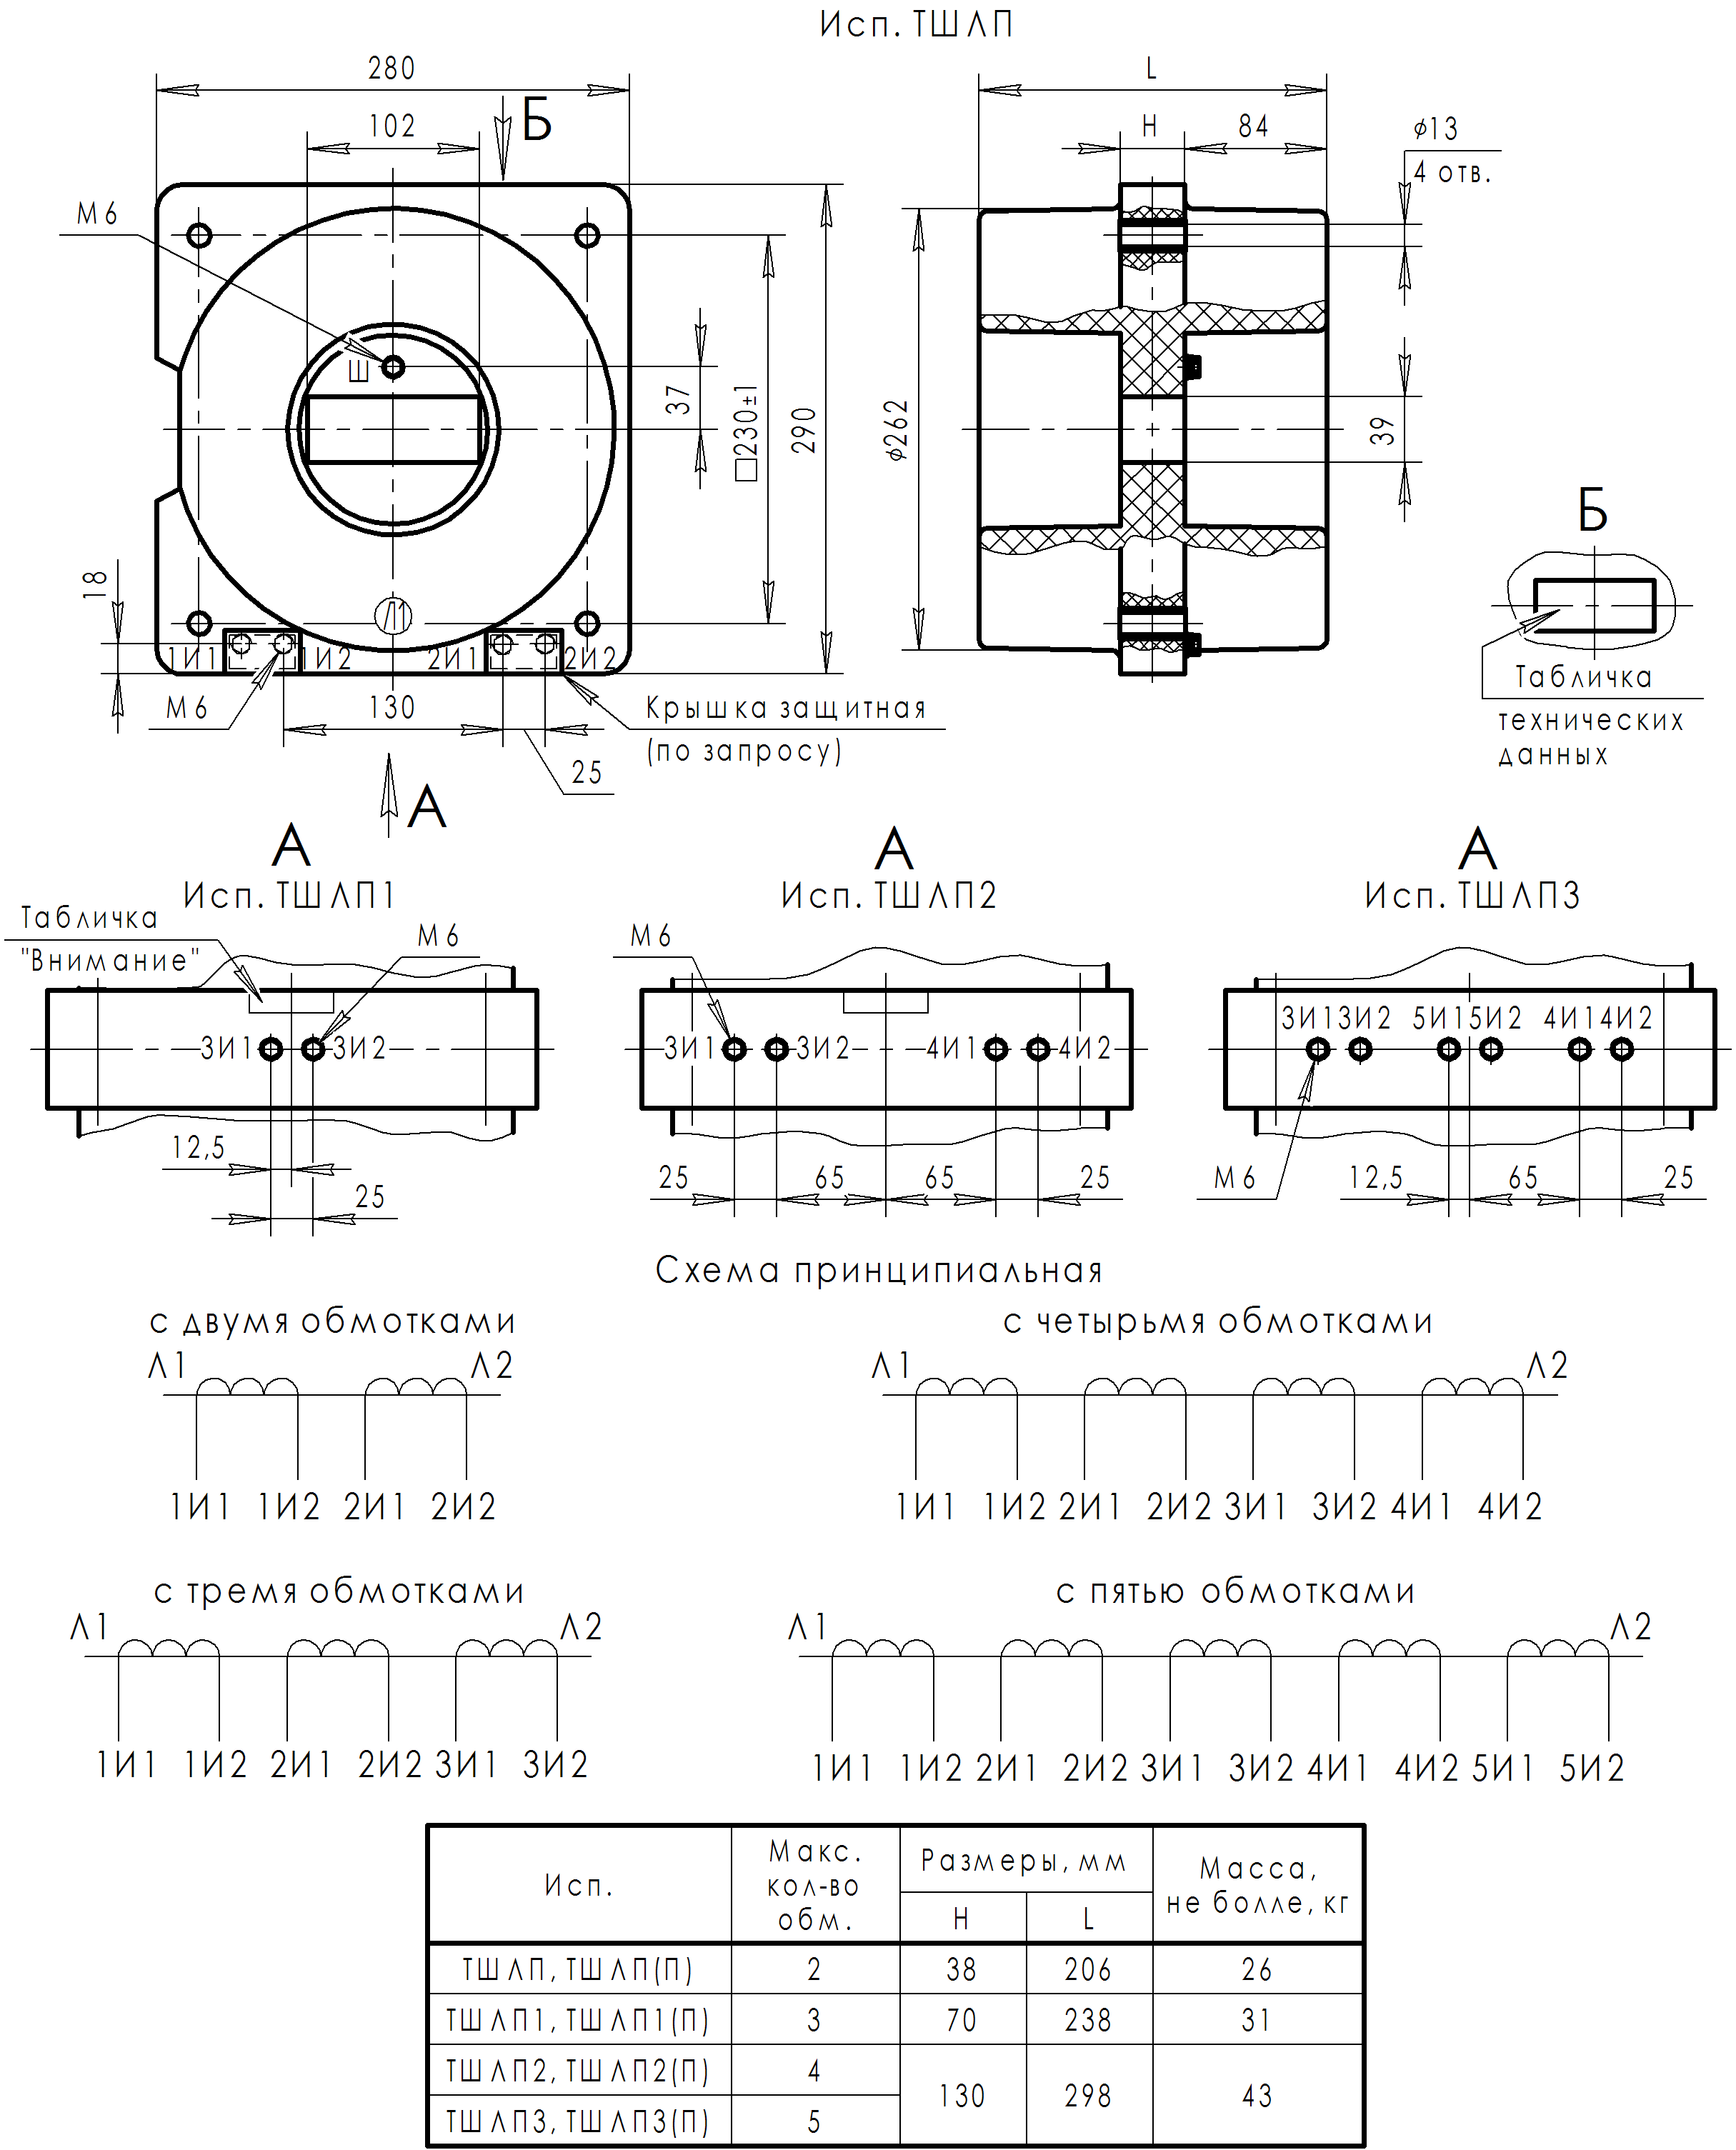 Исп. ТШЛП
280
102
Б
М6
Ш
37
□230±1
290
18
Л1
1И1
1И2
2И1
2И2
М6
130
25
Крышка защитная
(по запросу)
А
L
H
84
φ13
4 отв.
φ262
39
Б
Табличка
технических
данных
А
Исп. ТШЛП1
Табличка
"Внимание"
М6
3И1
3И2
12,5
25
А
Исп. ТШЛП2
М6
3И1
3И2
4И1
4И2
25
65
65
25
А
Исп. ТШЛП3
3И1 3И2 5И1 5И2 4И1 4И2
М6
12,5
65
25
Схема принципиальная
с двумя обмотками
Л1 Л2
1И1 1И2 2И1 2И2
с четырьмя обмотками
Л1 Л2
1И1 1И2 2И1 2И2 3И1 3И2 4И1 4И2
с тремя обмотками
Л1 Л2
1И1 1И2 2И1 2И2 3И1 3И2
с пятью обмотками
Л1 Л2
1И1 1И2 2И1 2И2 3И1 3И2 4И1 4И2 5И1 5И2
Исп.
Макс.
кол-во
обм.
Размеры, мм
H L
Масса,
не болле, кг
ТШЛП, ТШЛП(П) 2 38 206 26
ТШЛП1, ТШЛП1(П) 3 70 238 31
ТШЛП2, ТШЛП2(П) 4
130 298 43
ТШЛП3, ТШЛП3(П) 5